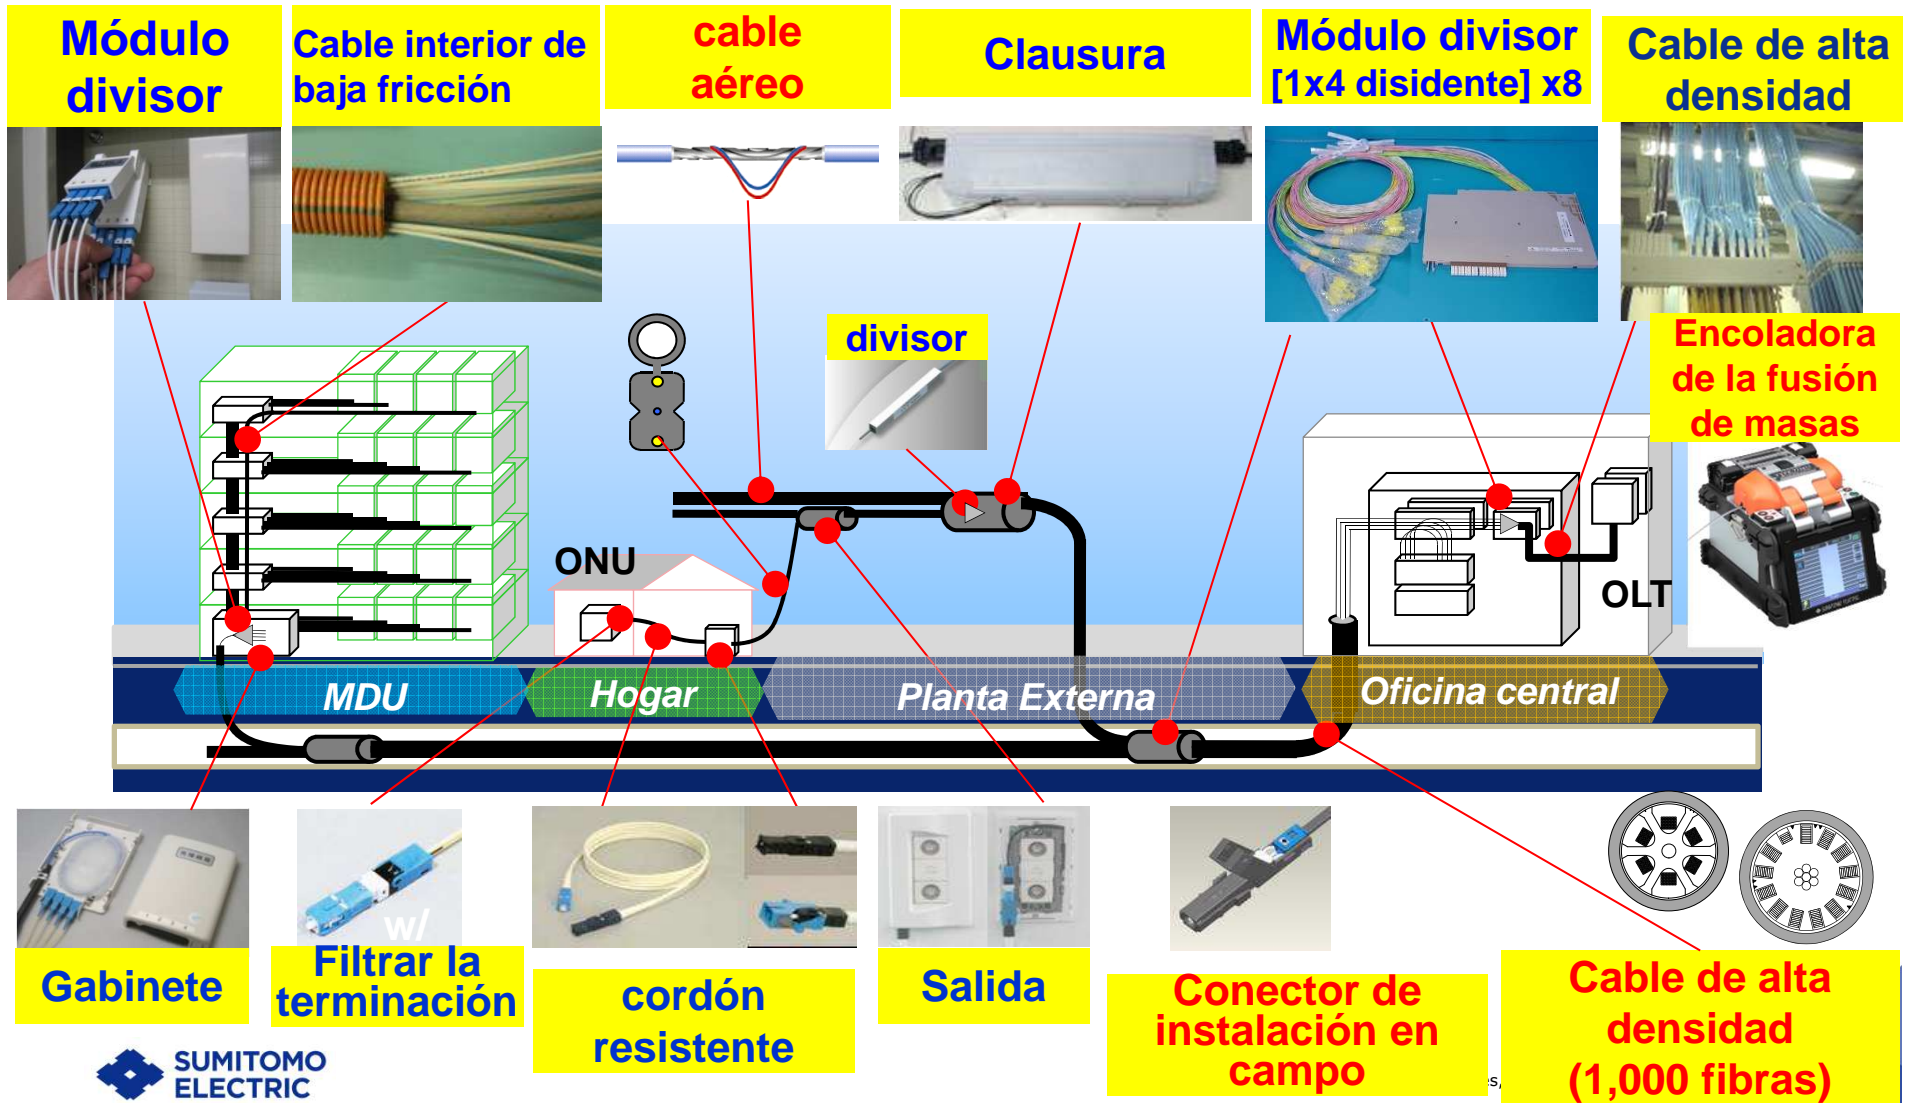 Módulo
divisor
Cable interior de
baja fricción
cable
aéreo
Clausura
Módulo divisor
[1x4 disidente] x8
Cable de alta
densidad
divisor
Encoladora
de la fusión
de masas
ONU
OLT
MDU
Hogar
Planta Externa
Oficina central
Gabinete
w/
Filtrar la
terminación
cordón
resistente
Salida
Conector de
instalación en
campo
Cable de alta
densidad
(1,000 fibras)
SUMITOMO
ELECTRIC